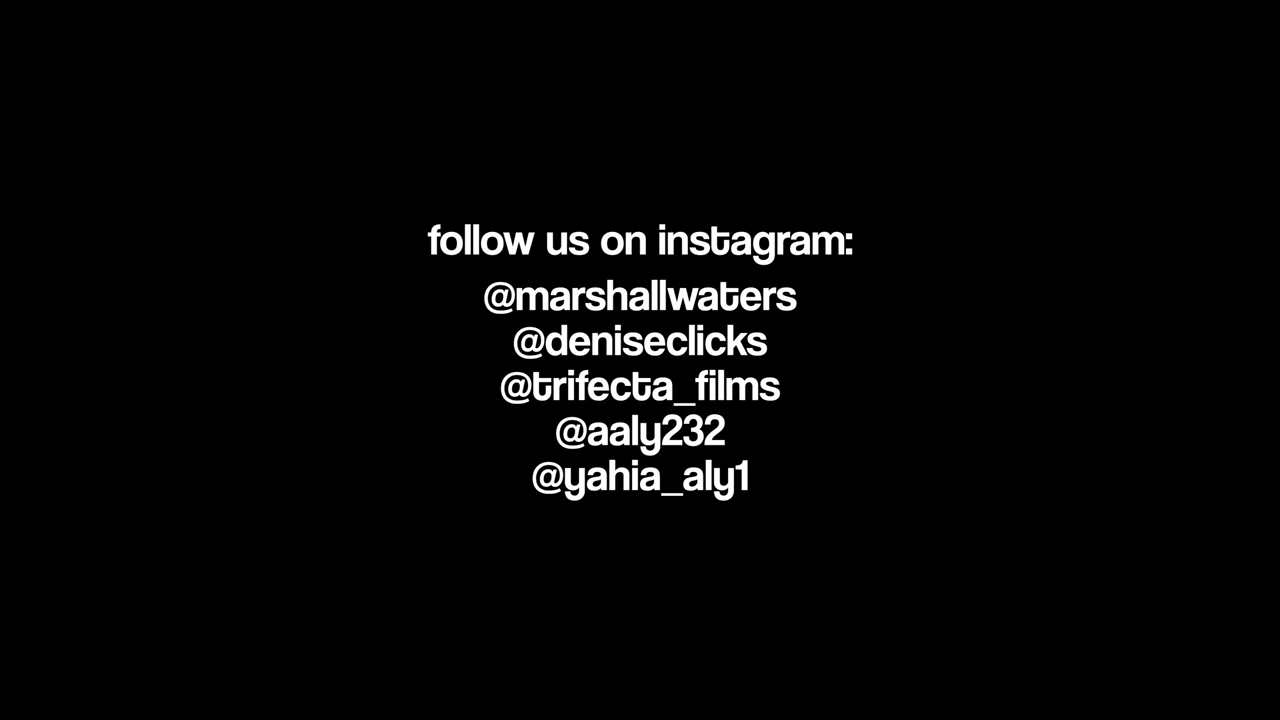 follow us on instagram:
@marshallwaters
@deniseclicks
@trifecta_films
@aaly232
@yahia_aly1